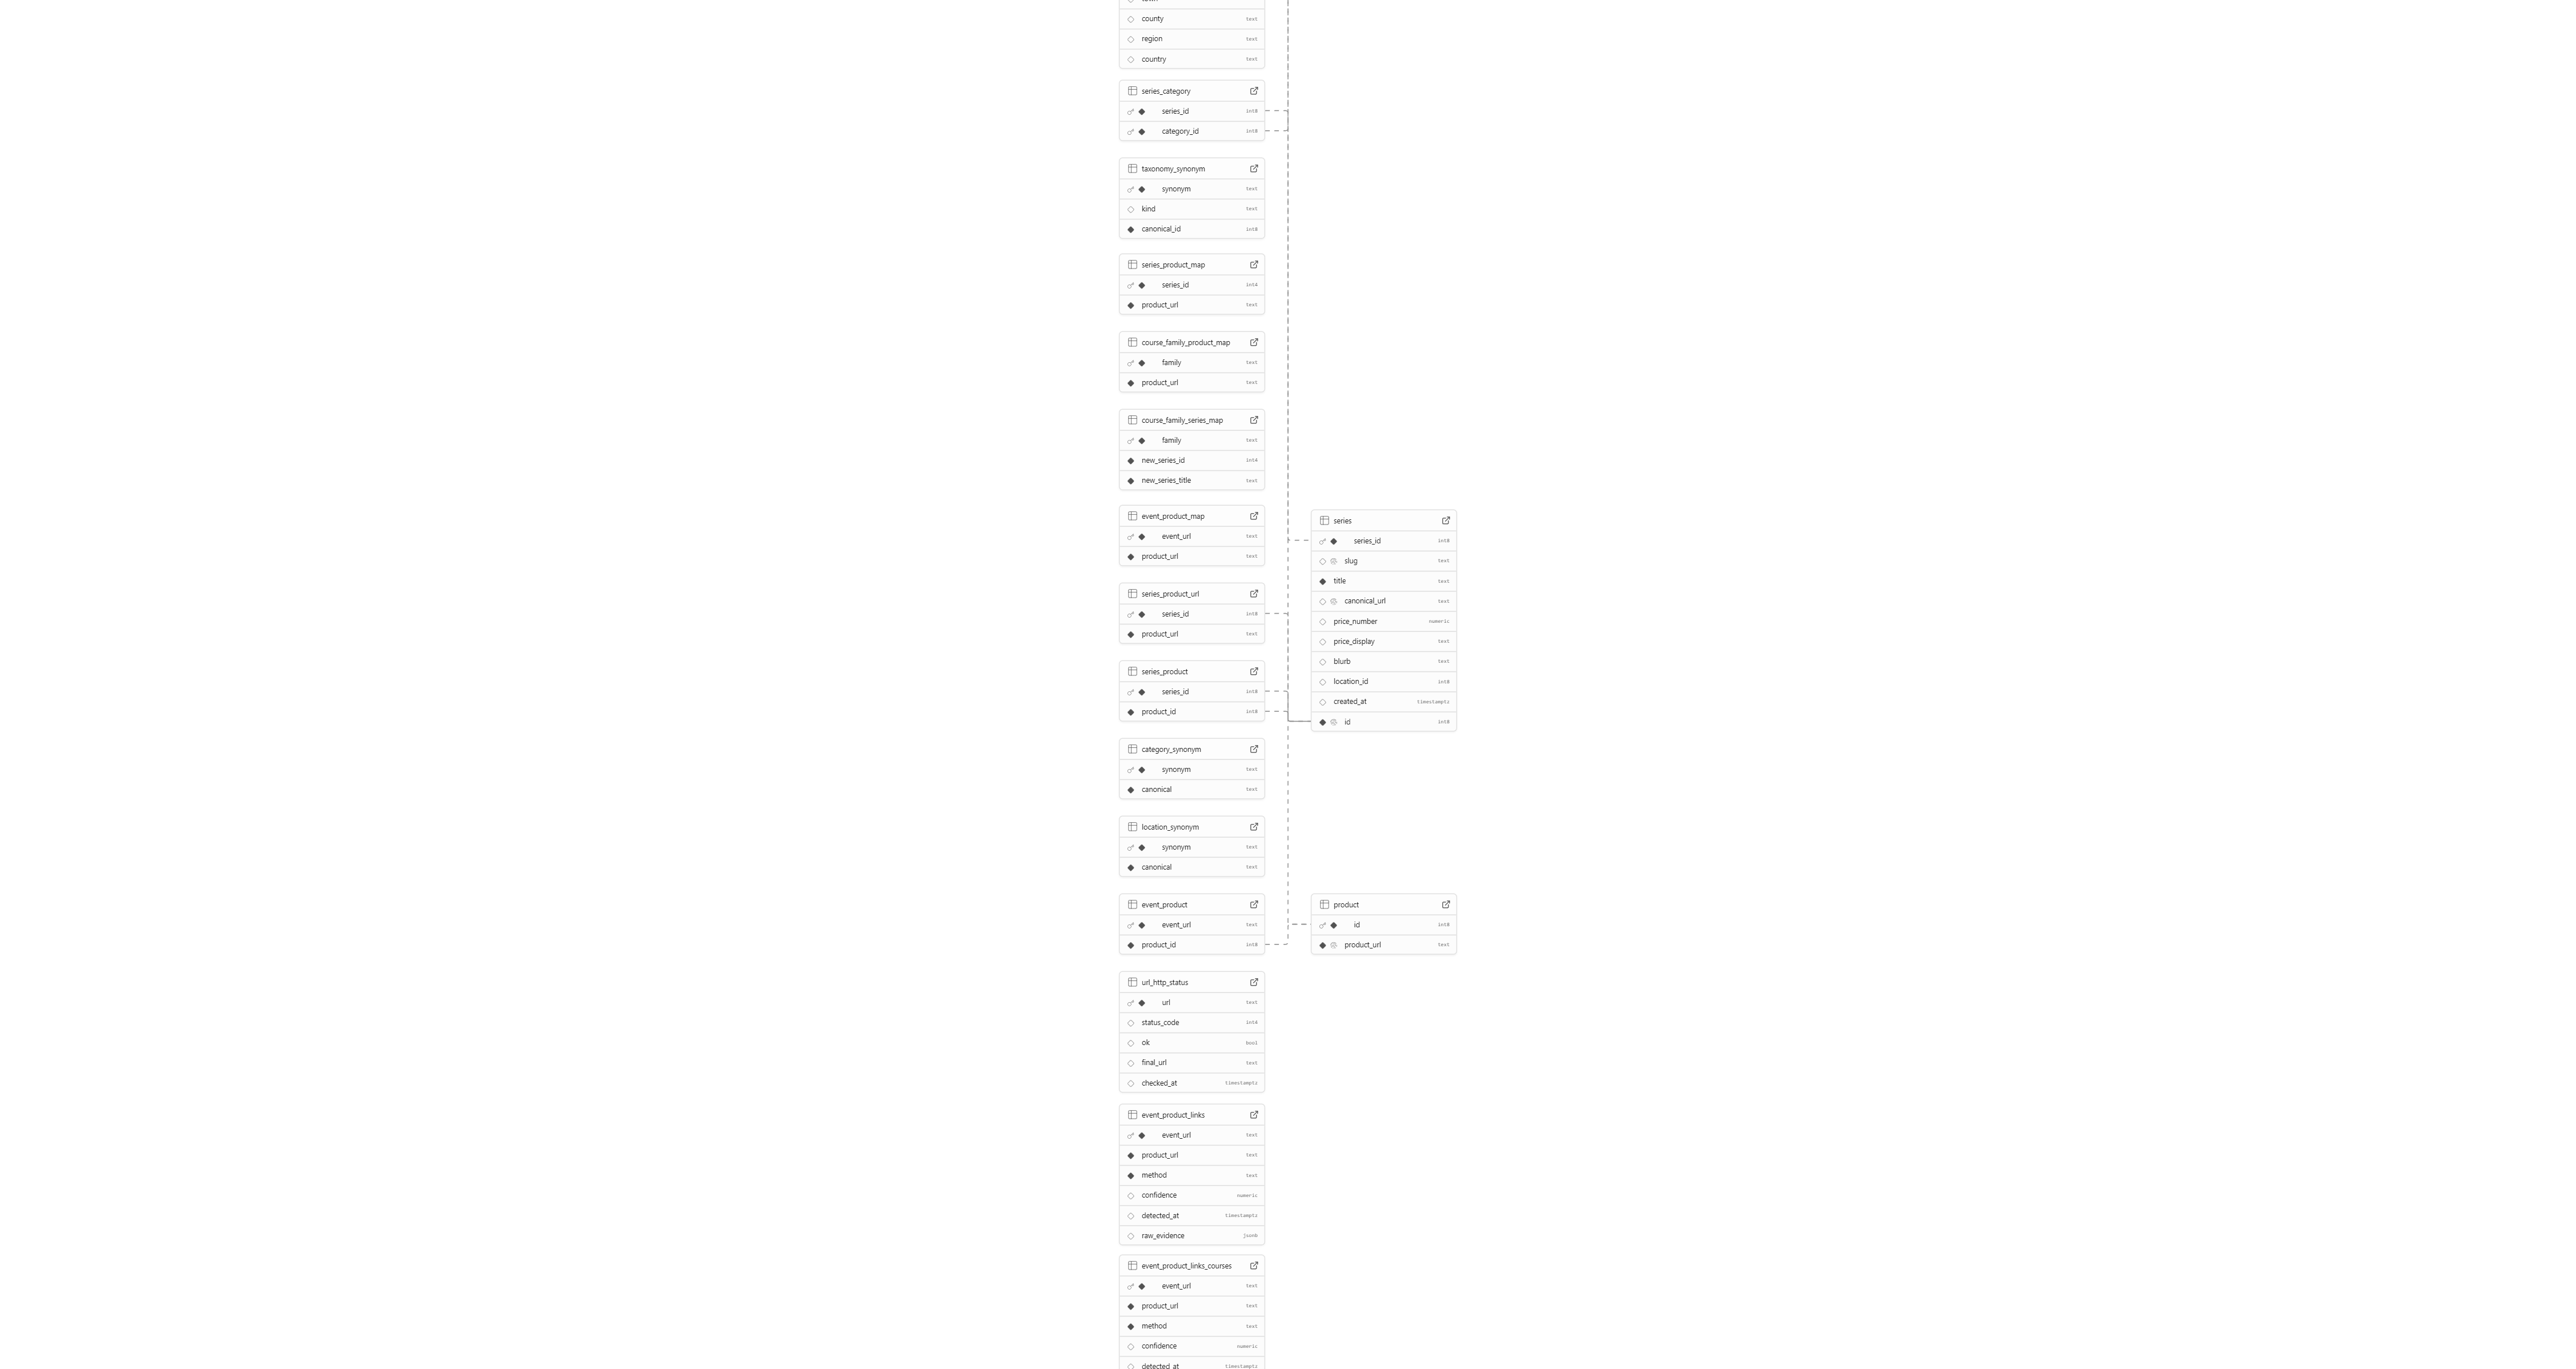 county text
region text
country text
series_category
series_id int8
category_id int8
taxonomy_synonym
synonym text
kind text
canonical_id int8
series_product_map
series_id int4
product_url text
course_family_product_map
family text
product_url text
course_family_series_map
family text
new_series_id int4
new_series_title text
event_product_map
event_url text
product_url text
series_product_url
series_id int8
product_url text
series_product
series_id int8
product_id int8
category_synonym
synonym text
canonical text
location_synonym
synonym text
canonical text
event_product
event_url text
product_id int8
url_http_status
url text
status_code int4
ok bool
final_url text
checked_at timestamptz
event_product_links
event_url text
product_url text
method text
confidence numeric
detected_at timestamptz
raw_evidence jsonb
event_product_links_courses
event_url text
product_url text
method text
confidence numeric
detected_at timestamptz
series
series_id int8
slug text
title text
canonical_url text
price_number numeric
price_display text
blurb text
location_id int8
created_at timestamptz
id int8
product
id int8
product_url text